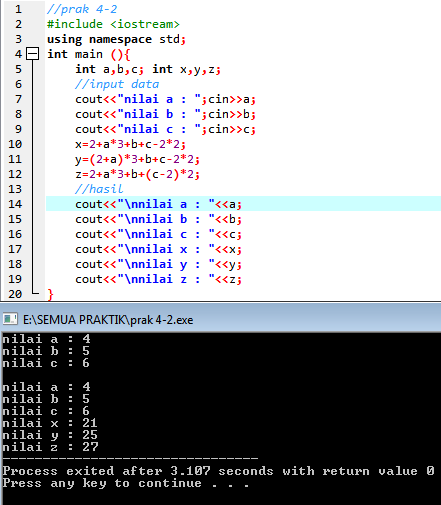 1 //prak 4-2
2 #include <iostream>
3 using namespace std;
4 int main (){
5 int a,b,c; int x,y,z;
6 //input data
7 cout<<"nilai a : ";cin>>a;
8 cout<<"nilai b : ";cin>>b;
9 cout<<"nilai c : ";cin>>c;
10 x=2+a*3+b+c-2*2;
11 y=(2+a)*3+b+c-2*2;
12 z=2+a*3+b+(c-2)*2;
13 //hasil
14 cout<<"\nnilai a : "<<a;
15 cout<<"\nnilai b : "<<b;
16 cout<<"\nnilai c : "<<c;
17 cout<<"\nnilai x : "<<x;
18 cout<<"\nnilai y : "<<y;
19 cout<<"\nnilai z : "<<z;
20 }
E:\SEMUA PRAKTIK\prak 4-2.exe
nilai a : 4
nilai b : 5
nilai c : 6
nilai a : 4
nilai b : 5
nilai c : 6
nilai x : 21
nilai y : 25
nilai z : 27
--------------------------------
Process exited after 3.107 seconds with return value 0
Press any key to continue . . .